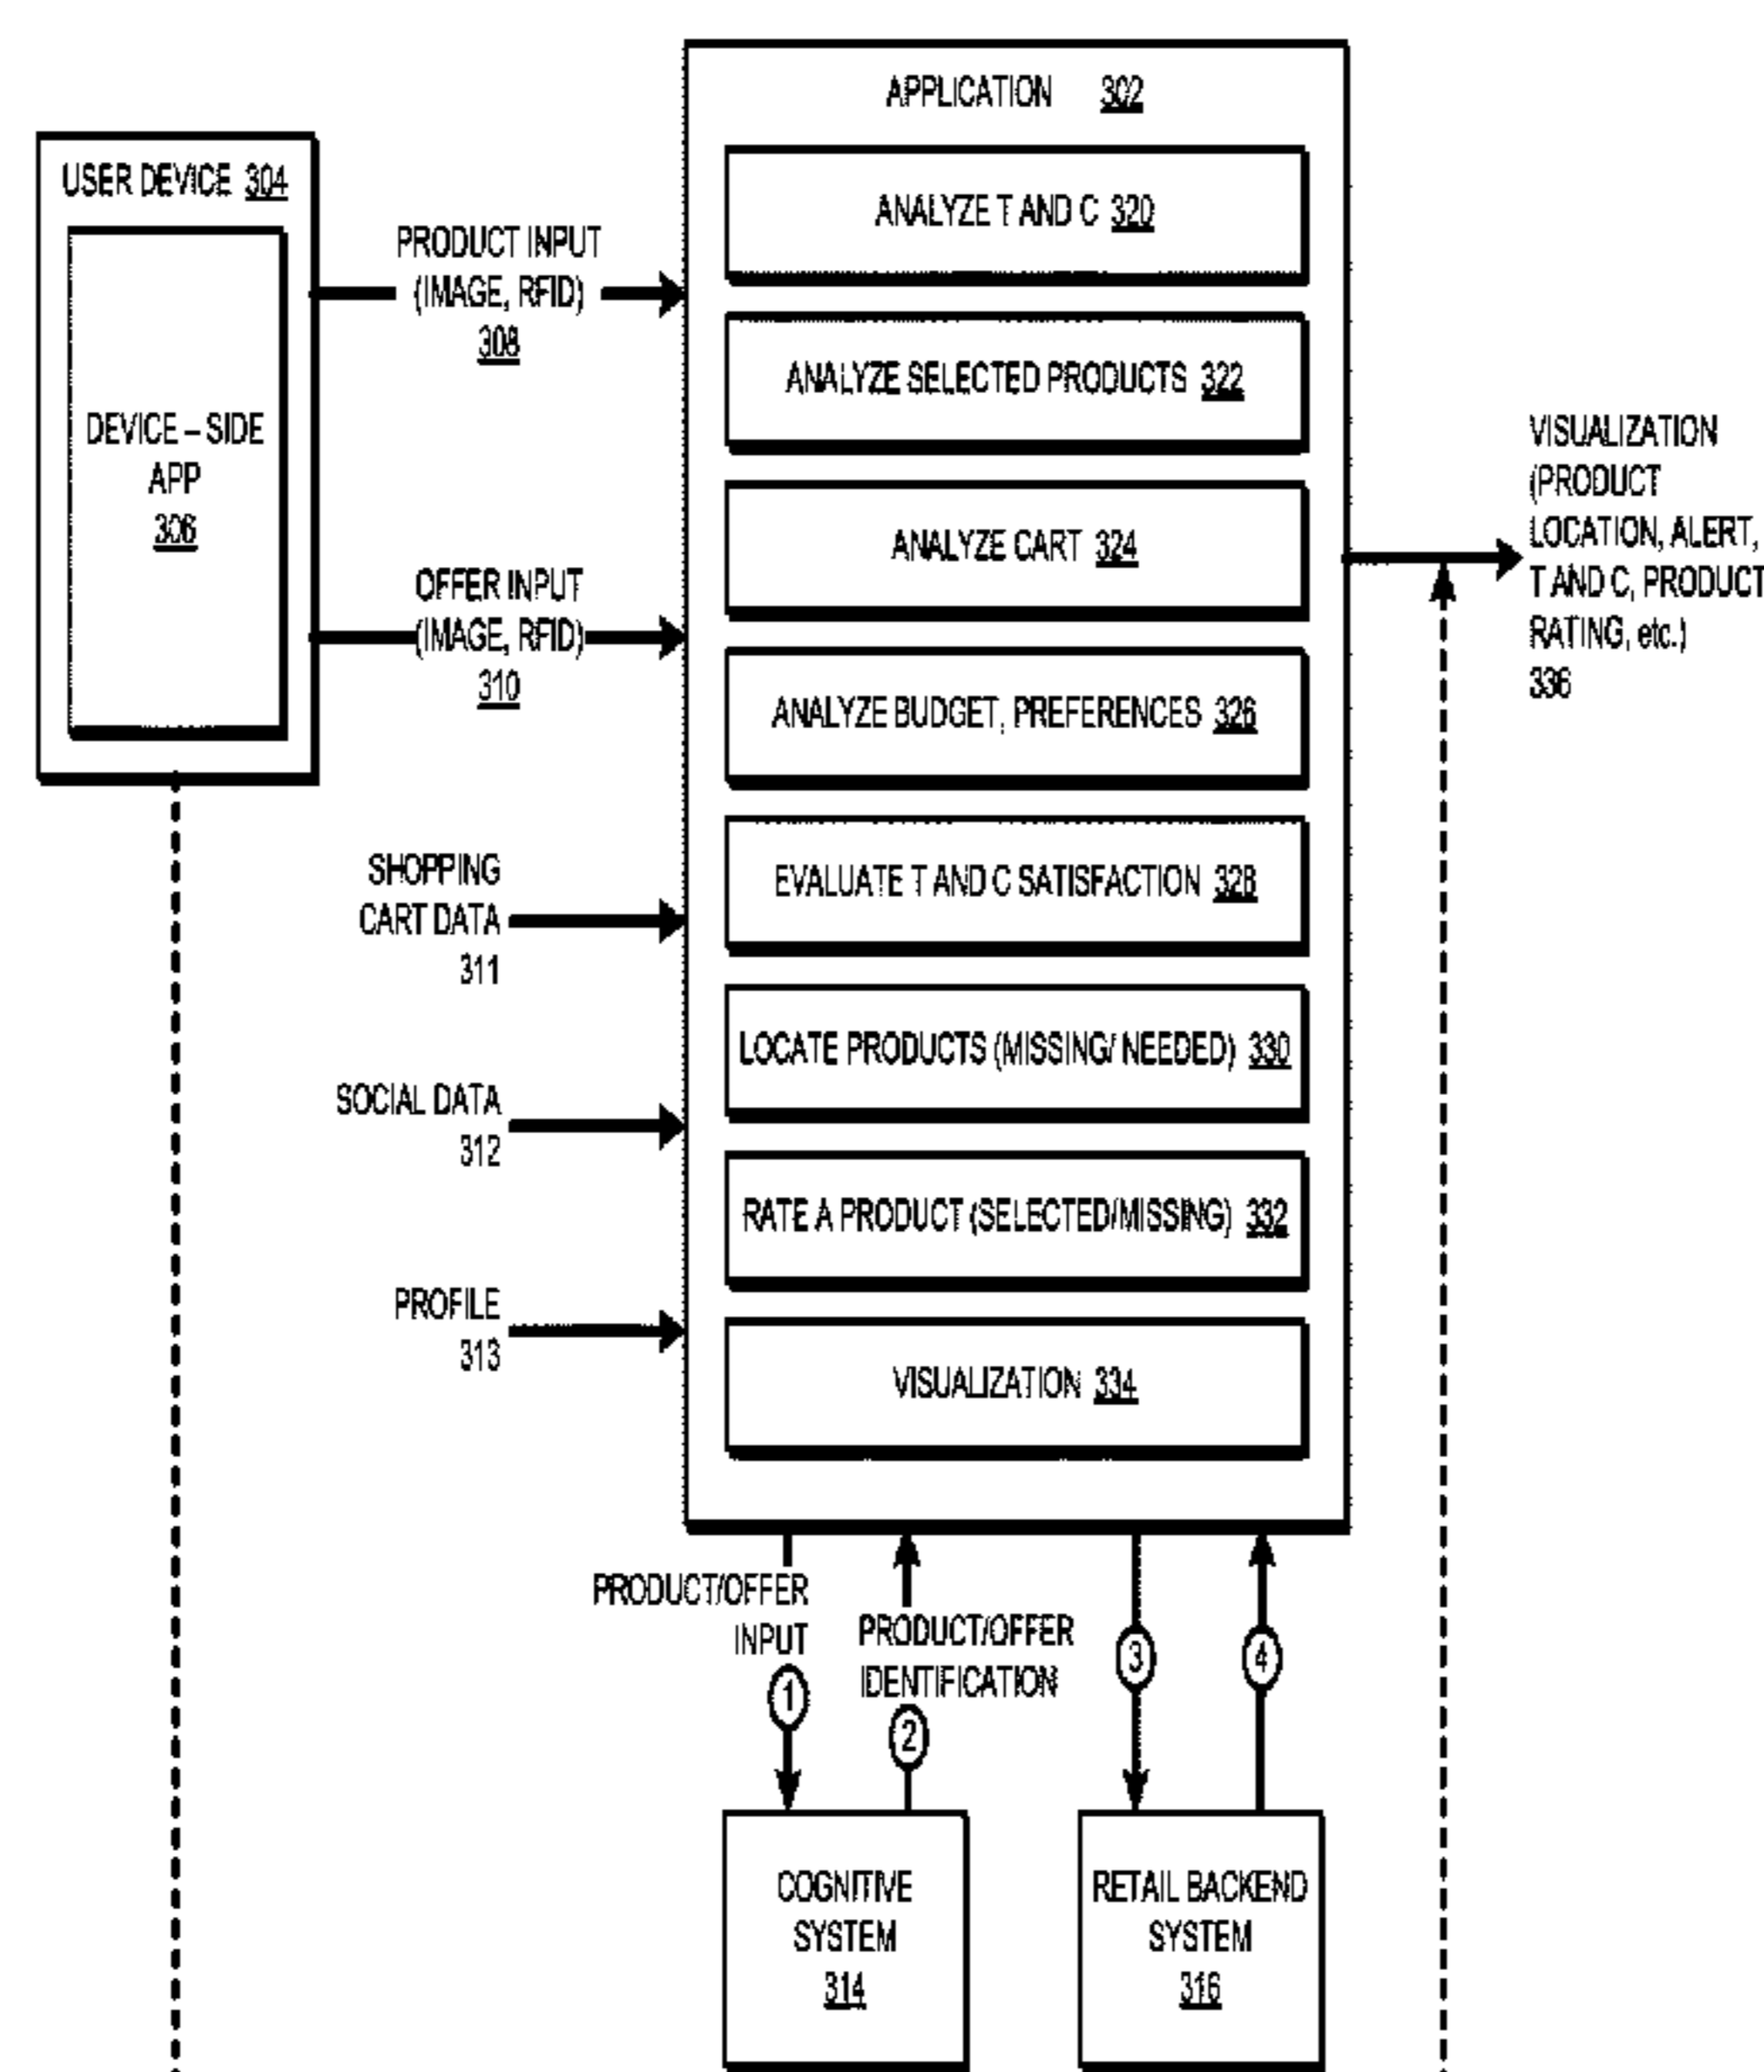 APPLICATION 302
USER DEVICE 304
DEVICE – SIDE
APP
306
PRODUCT INPUT
(IMAGE, RFID)
308
OFFER INPUT
(IMAGE, RFID)
310
SHOPPING
CART DATA
311
SOCIAL DATA
312
PROFILE
313
ANALYZE T AND C 320
ANALYZE SELECTED PRODUCTS 322
ANALYZE CART 324
ANALYZE BUDGET, PREFERENCES 326
EVALUATE T AND C SATISFACTION 328
LOCATE PRODUCTS (MISSING/ NEEDED) 330
RATE A PRODUCT (SELECTED/MISSING) 332
VISUALIZATION 334
VISUALIZATION
(PRODUCT
LOCATION, ALERT,
T AND C, PRODUCT
RATING, etc.)
336
PRODUCT/OFFER
INPUT
1
PRODUCT/OFFER
IDENTIFICATION
2
3
4
COGNITIVE
SYSTEM
314
RETAIL BACKEND
SYSTEM
316